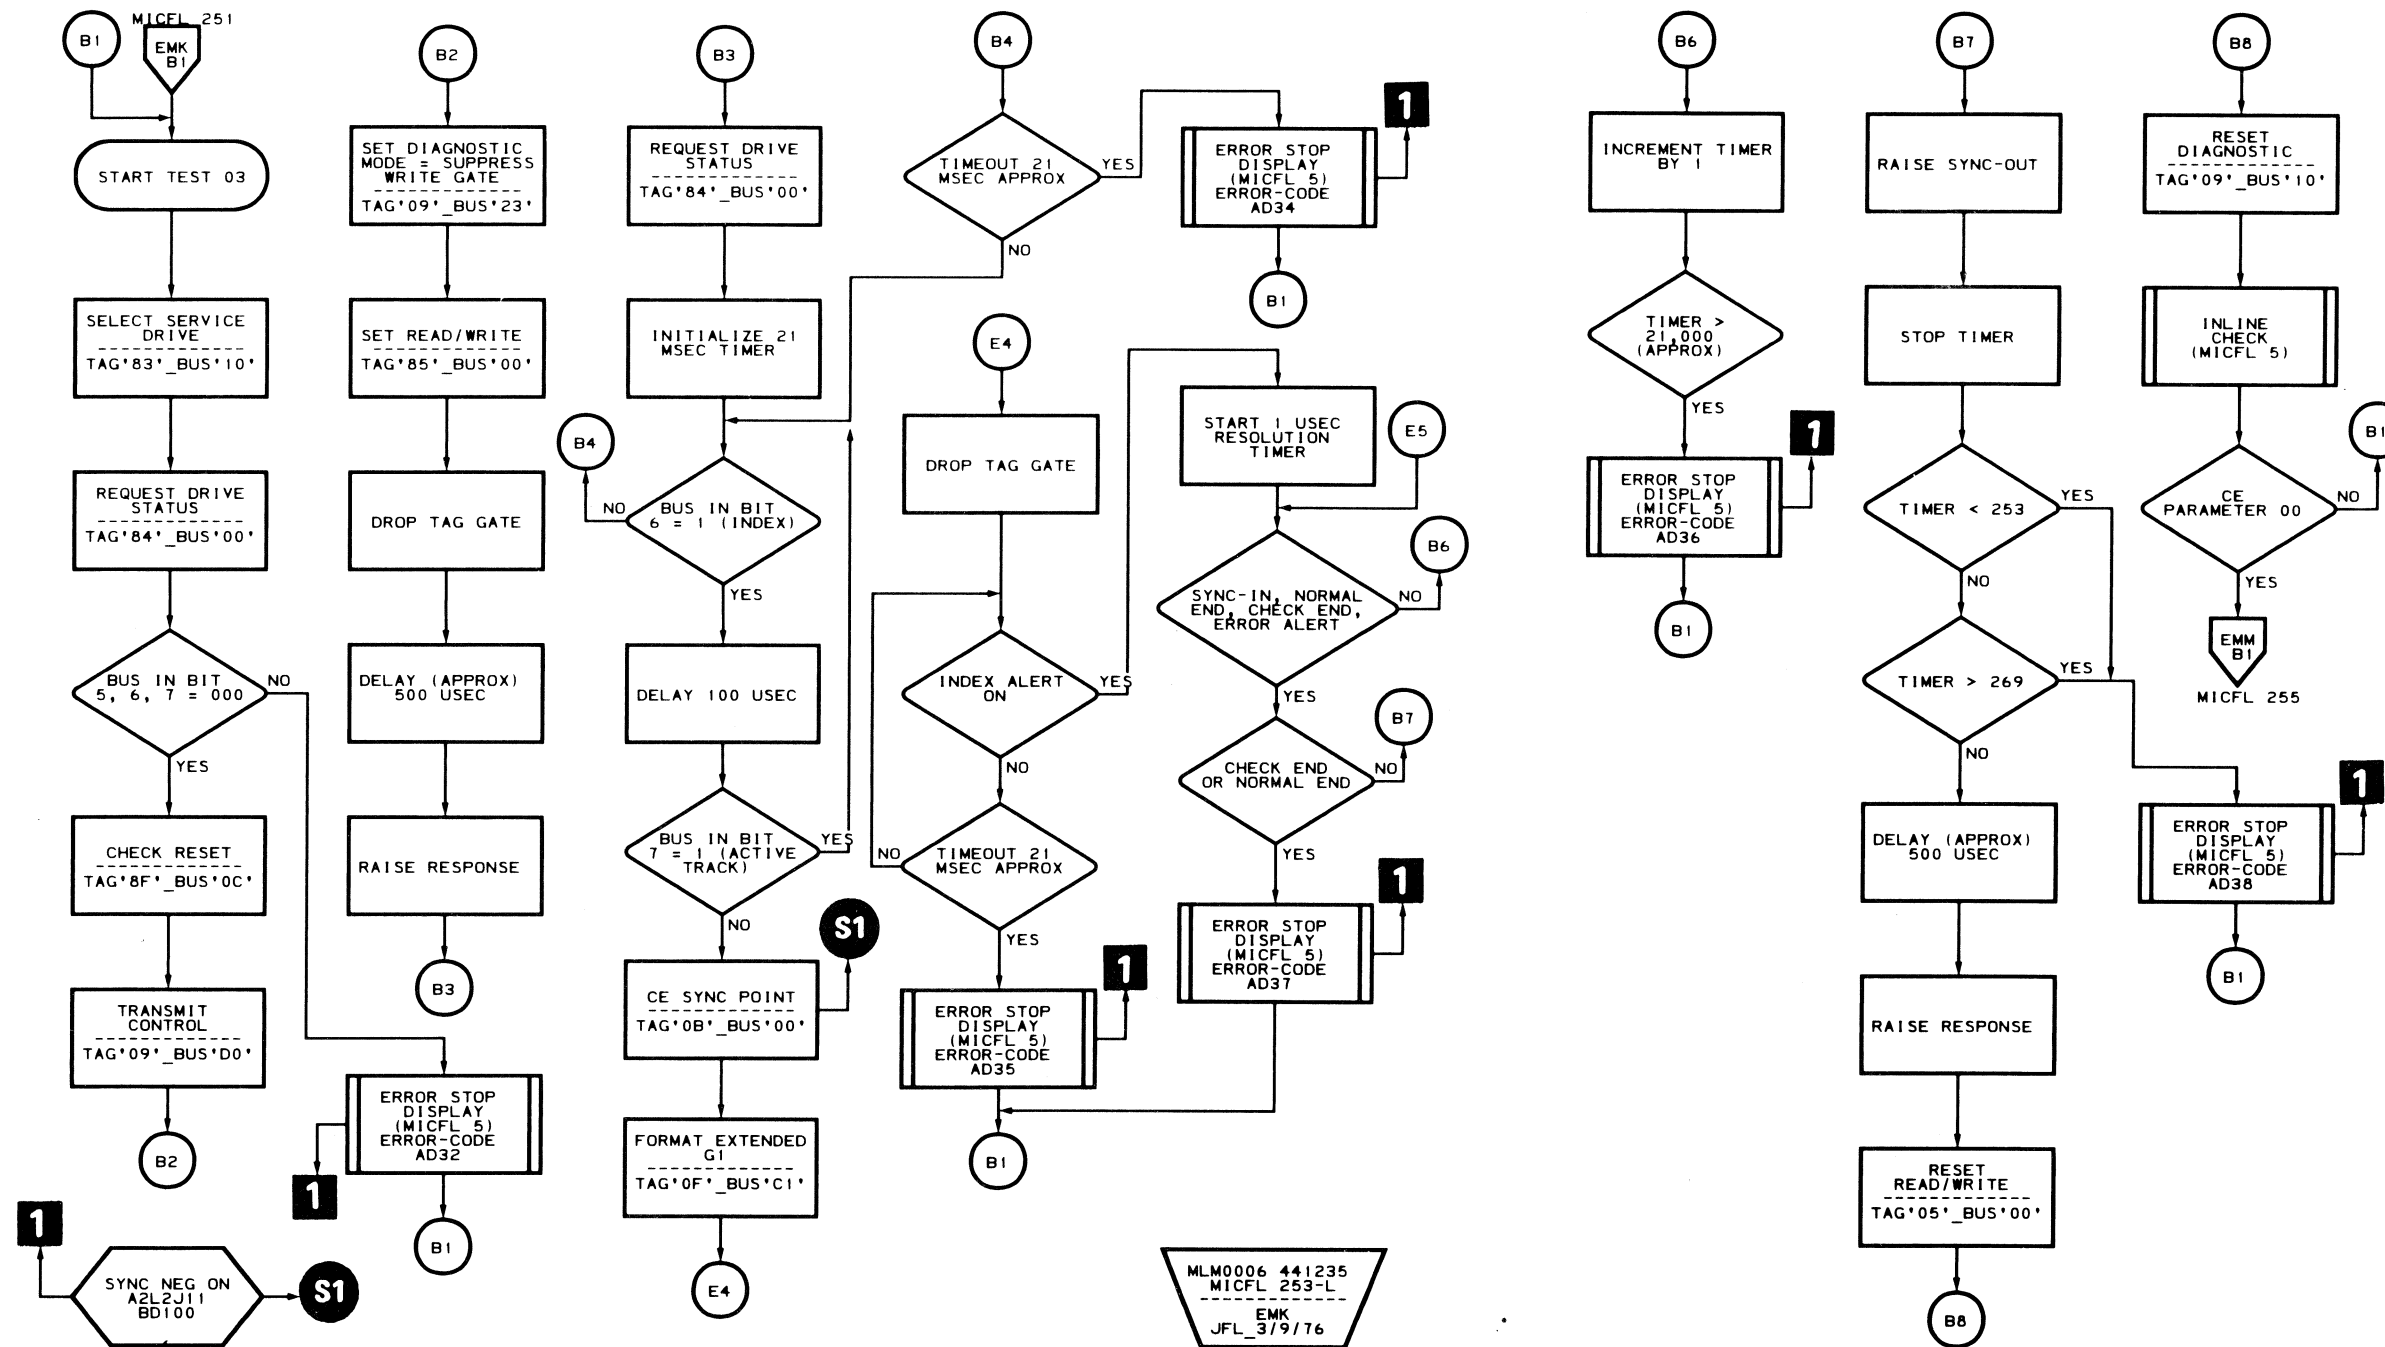 MICFL 251
B1
EMK
B1
START TEST 03
SELECT SERVICE
DRIVE
TAG'83'_BUS'10'
REQUEST DRIVE
STATUS
TAG'84'_BUS'00'
BUS IN BIT
5, 6, 7 = 000
NO
YES
CHECK RESET
TAG'8F'_BUS'0C'
TRANSMIT
CONTROL
TAG'09'_BUS'D0'
B2
1
SYNC NEG ON
A2L2J11
BD100
S1
B2
SET DIAGNOSTIC
MODE = SUPPRESS
WRITE GATE
TAG'09'_BUS'23'
SET READ/WRITE
TAG'85'_BUS'00'
DROP TAG GATE
DELAY (APPROX)
500 USEC
RAISE RESPONSE
B3
ERROR STOP
DISPLAY
(MICFL 5)
ERROR-CODE
AD32
1
B1
B3
REQUEST DRIVE
STATUS
TAG'84'_BUS'00'
INITIALIZE 21
MSEC TIMER
B4
NO
BUS IN BIT
6 = 1 (INDEX)
YES
DELAY 100 USEC
BUS IN BIT
7 = 1 (ACTIVE
TRACK)
YES
NO
S1
CE SYNC POINT
TAG'0B'_BUS'00'
FORMAT EXTENDED
G1
TAG'0F'_BUS'C1'
E4
B4
TIMEOUT 21
MSEC APPROX
YES
NO
E4
DROP TAG GATE
INDEX ALERT
ON
YES
NO
TIMEOUT 21
MSEC APPROX
NO
YES
1
ERROR STOP
DISPLAY
(MICFL 5)
ERROR-CODE
AD35
B1
1
ERROR STOP
DISPLAY
(MICFL 5)
ERROR-CODE
AD34
B1
START 1 USEC
RESOLUTION
TIMER
E5
SYNC-IN, NORMAL
END, CHECK END,
ERROR ALERT
NO
B6
YES
CHECK END
OR NORMAL END
NO
B7
YES
1
ERROR STOP
DISPLAY
(MICFL 5)
ERROR-CODE
AD37
MLM0006 441235
MICFL 253-L
EMK
JFL_3/9/76
B6
INCREMENT TIMER
BY 1
TIMER >
21,000
(APPROX)
YES
1
ERROR STOP
DISPLAY
(MICFL 5)
ERROR-CODE
AD36
B1
B7
RAISE SYNC-OUT
STOP TIMER
TIMER < 253
YES
NO
TIMER > 269
YES
NO
DELAY (APPROX)
500 USEC
RAISE RESPONSE
RESET
READ/WRITE
TAG'05'_BUS'00'
B8
B8
RESET
DIAGNOSTIC
TAG'09'_BUS'10'
INLINE
CHECK
(MICFL 5)
CE
PARAMETER 00
NO
B1
YES
EMM
B1
MICFL 255
1
ERROR STOP
DISPLAY
(MICFL 5)
ERROR-CODE
AD38
B1